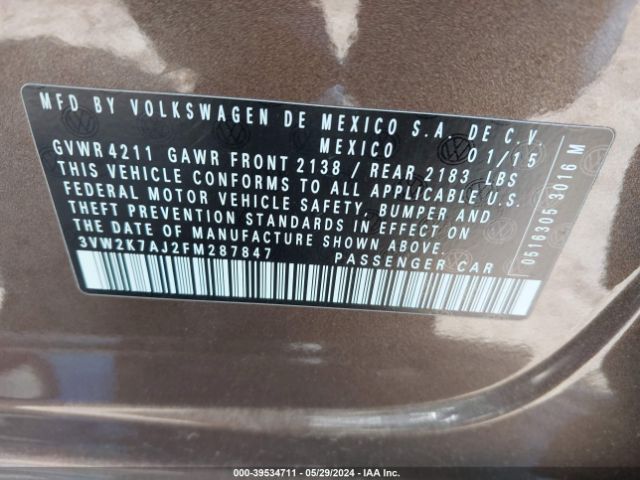 MFD BY VOLKSWAGEN DE MEXICO S.A. DE C.V.
MEXICO 01/15
GVWR 4211 GAWR FRONT 2138 / REAR 2183 LBS
THIS VEHICLE CONFORMS TO ALL APPLICABLE U.S.
FEDERAL MOTOR VEHICLE SAFETY, BUMPER AND
THEFT PREVENTION STANDARDS IN EFFECT ON
THE DATE OF MANUFACTURE SHOWN ABOVE.
3VW2K7AJ2FM287847 PASSENGER CAR
0516305 3016 M
000-39534711 — 05/29/2024 — IAA Inc.